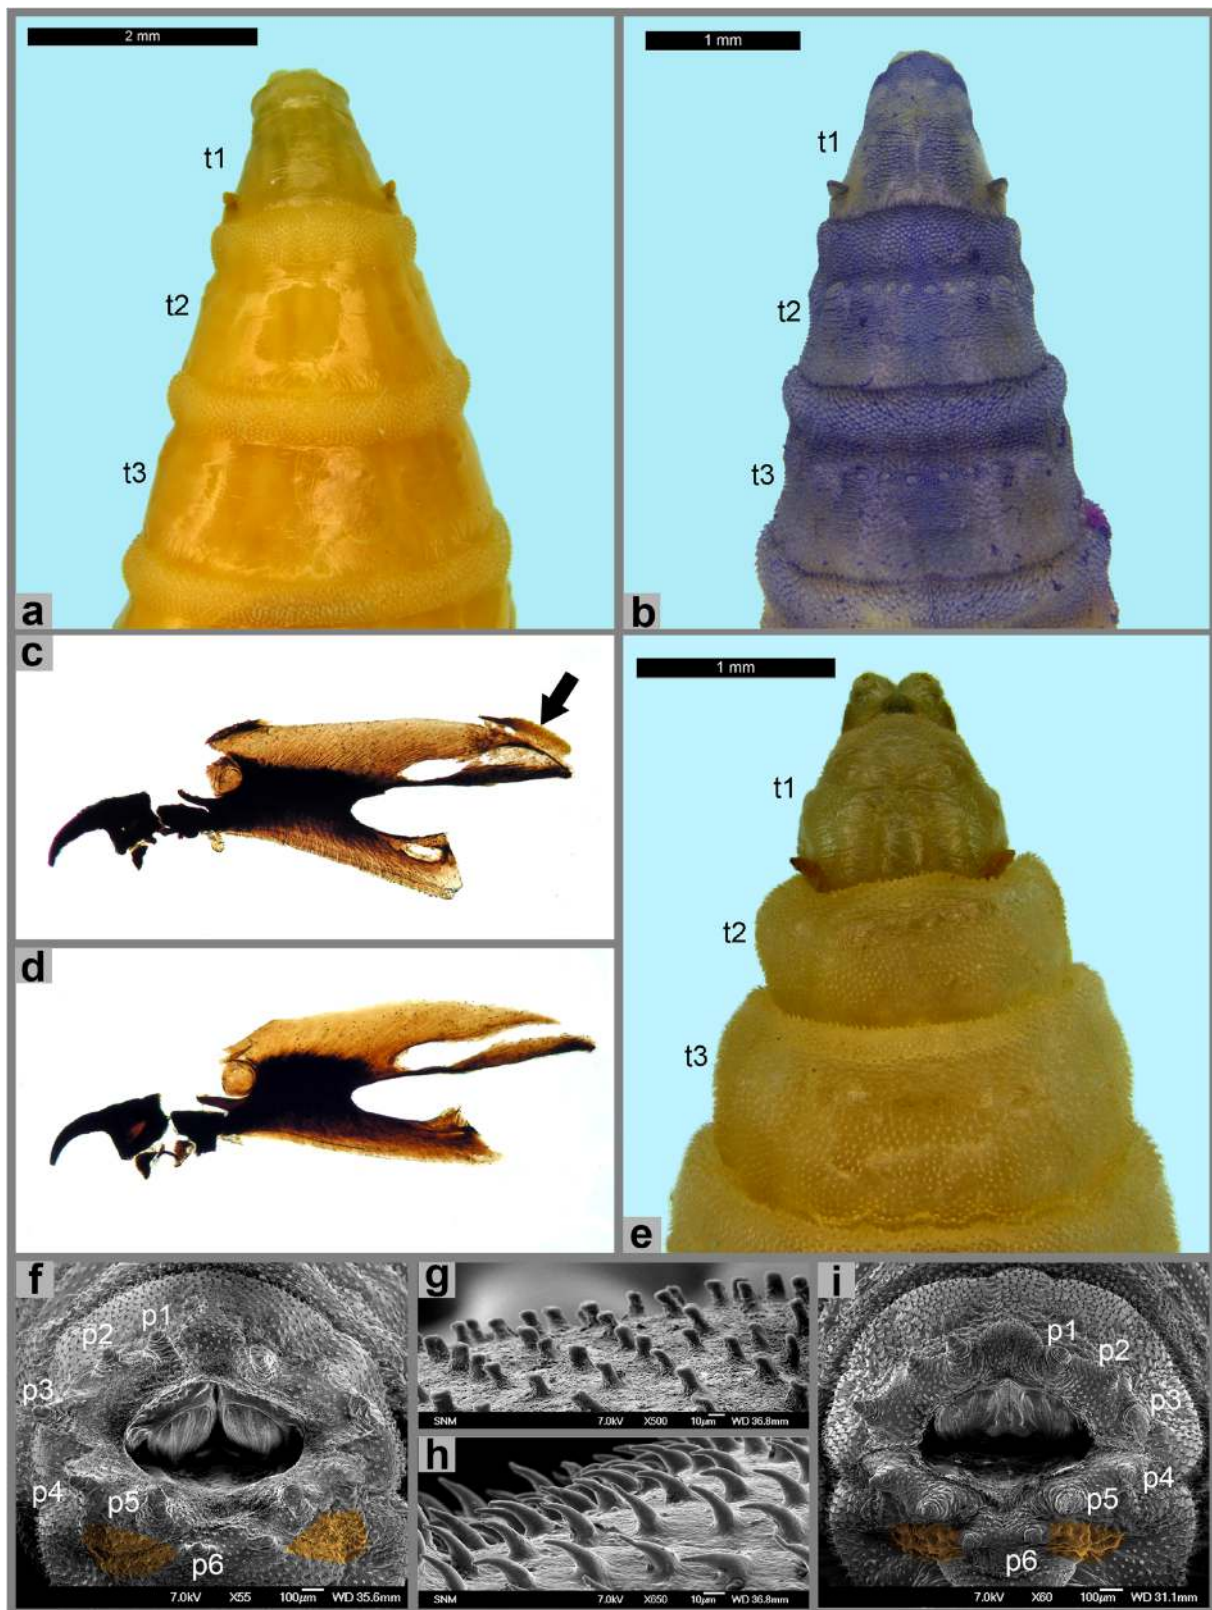 2 mm
t1
t2
t3
a
1 mm
t1
t2
t3
b
c
d
1 mm
t1
t2
t3
e
f
p1
p2
p3
p4
p5
p6
7.0kV X55 100µm WD 35.6mm
g
SNM 7.0kV X500 10µm WD 36.8mm
h
SNM 7.0kV X650 10µm WD 36.8mm
i
p1
p2
p3
p4
p5
p6
7.0kV X60 100µm WD 31.1mm